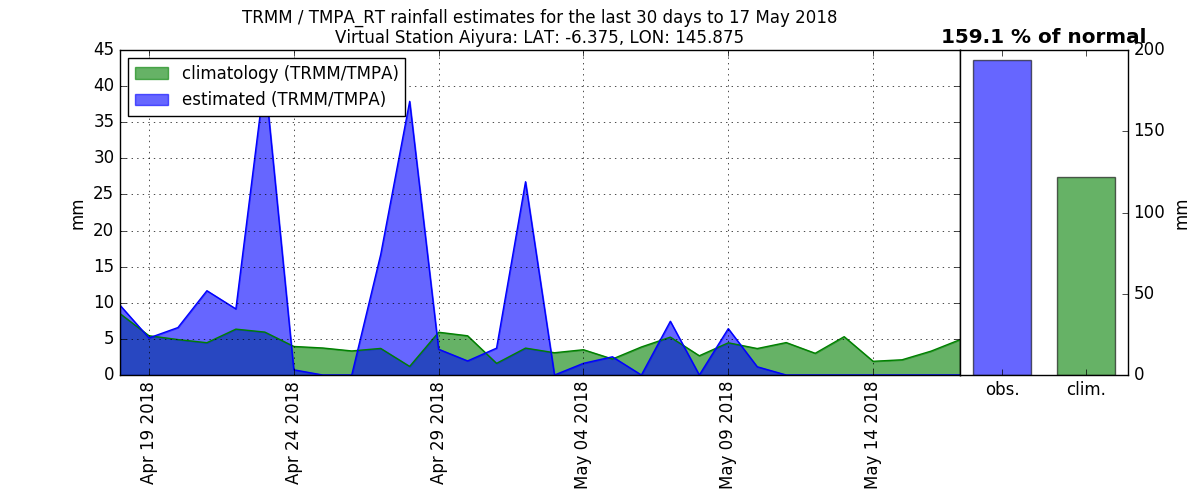 TRMM / TMPA_RT rainfall estimates for the last 30 days to 17 May 2018
Virtual Station Aiyura: LAT: -6.375, LON: 145.875
159.1 % of normal
climatology (TRMM/TMPA)
estimated (TRMM/TMPA)
mm
45
40
35
30
25
20
15
10
5
0
Apr 19 2018
Apr 24 2018
Apr 29 2018
May 04 2018
May 09 2018
May 14 2018
obs.
clim.
200
150
100
50
0
mm